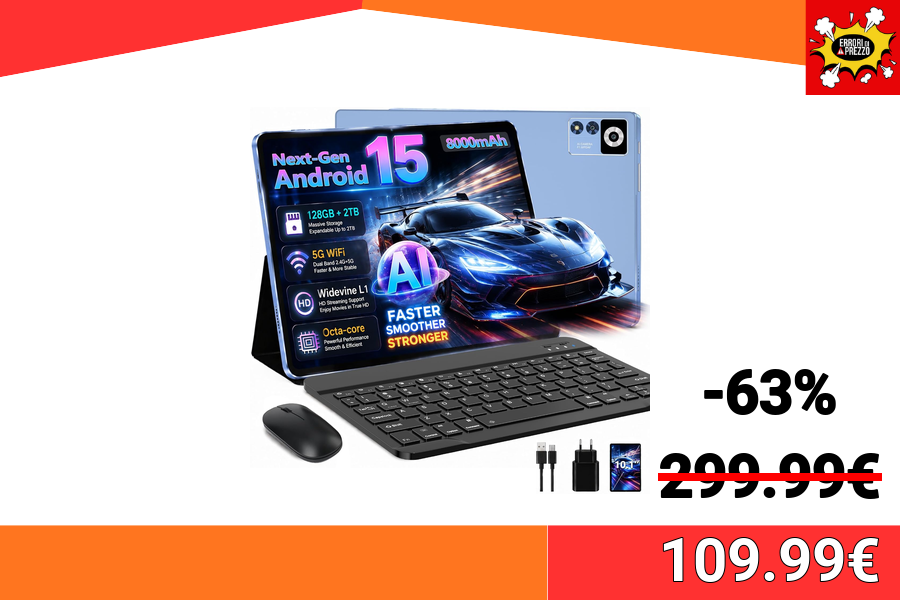 ERRORI DI
PREZZO
Next-Gen
Android 15
8000mAh
128GB + 2TB
Massive Storage
Expandable Up to 2TB
5G WiFi
Dual Band 2.4G+5G
Faster & More Stable
HD
Widevine L1
HD Streaming Support
Enjoy Movies in True HD
Octa-core
Powerful Performance
Smooth & Efficient
AI
FASTER
SMOOTHER
STRONGER
10.1"
-63%
299.99€
109.99€